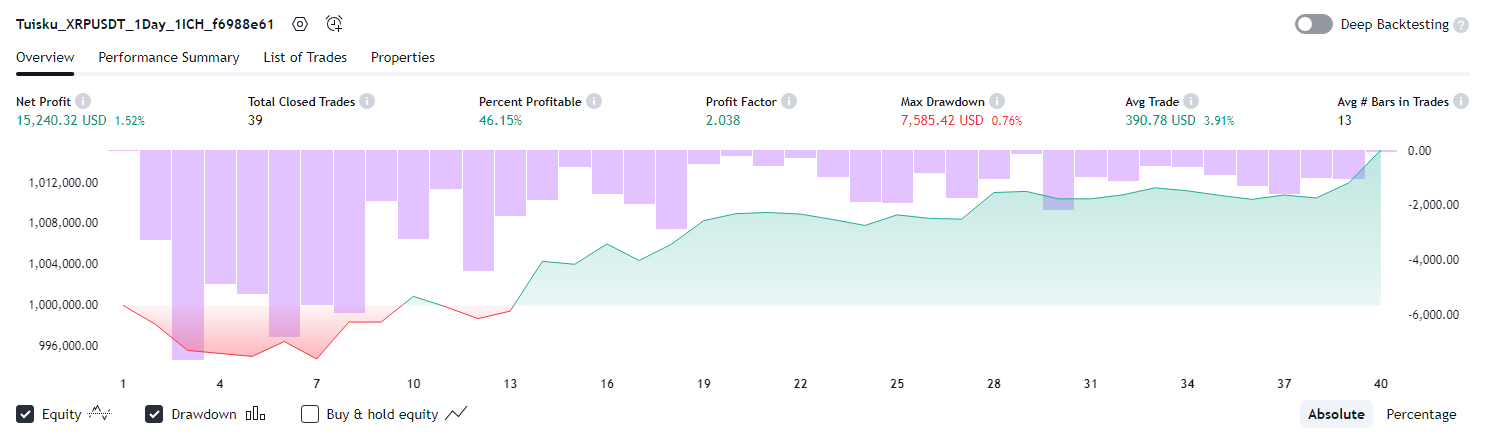 Tuisku_XRPUSDT_1Day_1ICH_f6988e61
Deep Backtesting
Overview Performance Summary List of Trades Properties
Net Profit Total Closed Trades Percent Profitable Profit Factor Max Drawdown Avg Trade Avg # Bars in Trades
15,240.32 USD 1.52% 39 46.15% 2.038 7,585.42 USD 0.76% 390.78 USD 3.91% 13
0.00
1,012,000.00
-2,000.00
1,008,000.00
1,004,000.00
-4,000.00
1,000,000.00
-6,000.00
996,000.00
1 4 7 10 13 16 19 22 25 28 31 34 37 40
Equity Drawdown Buy & hold equity Absolute Percentage